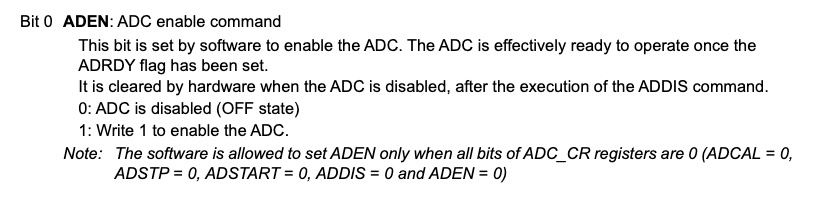 Bit 0 ADEN: ADC enable command
This bit is set by software to enable the ADC. The ADC is effectively ready to operate once the
ADRDY flag has been set.
It is cleared by hardware when the ADC is disabled, after the execution of the ADDIS command.
0: ADC is disabled (OFF state)
1: Write 1 to enable the ADC.
Note: The software is allowed to set ADEN only when all bits of ADC_CR registers are 0 (ADCAL = 0,
ADSTP = 0, ADSTART = 0, ADDIS = 0 and ADEN = 0)